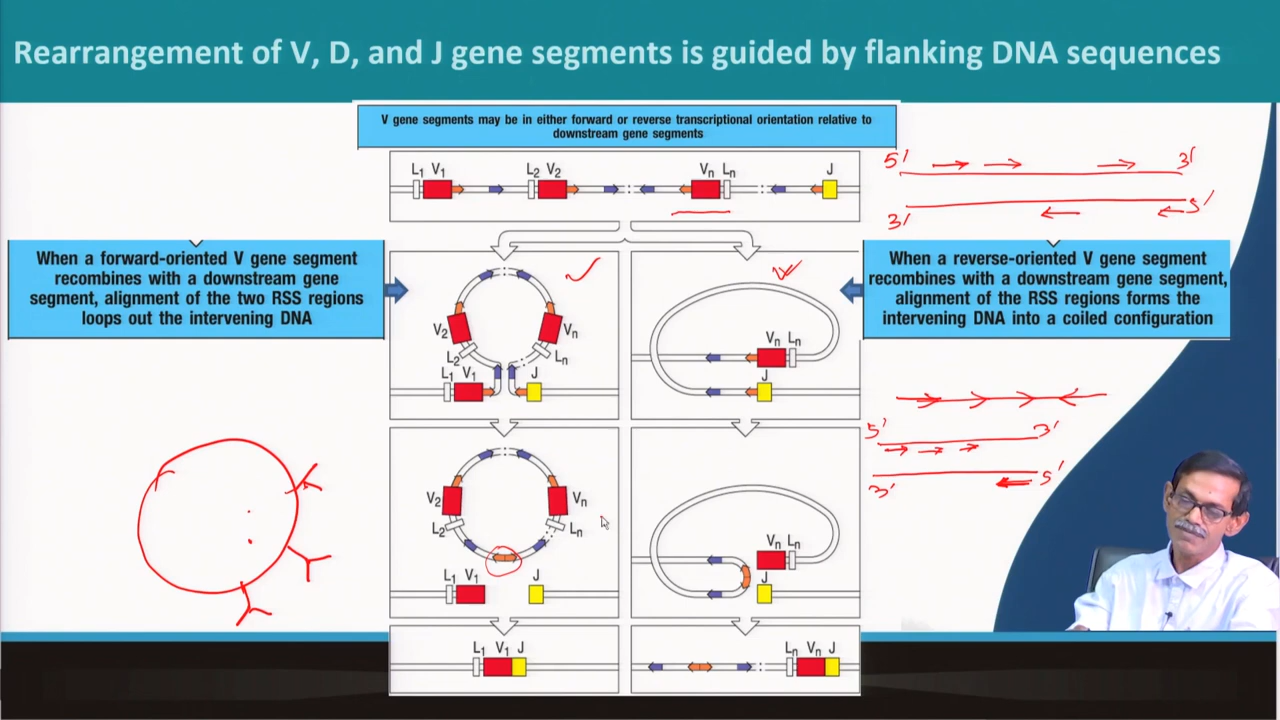 Rearrangement of V, D, and J gene segments is guided by flanking DNA sequences
V gene segments may be in either forward or reverse transcriptional orientation relative to
downstream gene segments
L1 V1 L2 V2 Vn Ln J
5' 3'
3' 5'
When a forward-oriented V gene segment
recombines with a downstream gene
segment, alignment of the two RSS regions
loops out the intervening DNA
V2 Vn
L2 Ln
L1 V1 J
Vn Ln
J
When a reverse-oriented V gene segment
recombines with a downstream gene segment,
alignment of the RSS regions forms the
intervening DNA into a coiled configuration
5' 3'
3' 5'
V2 Vn
L2 Ln
L1 V1 J
Vn Ln
J
L1 V1 J
Ln Vn J